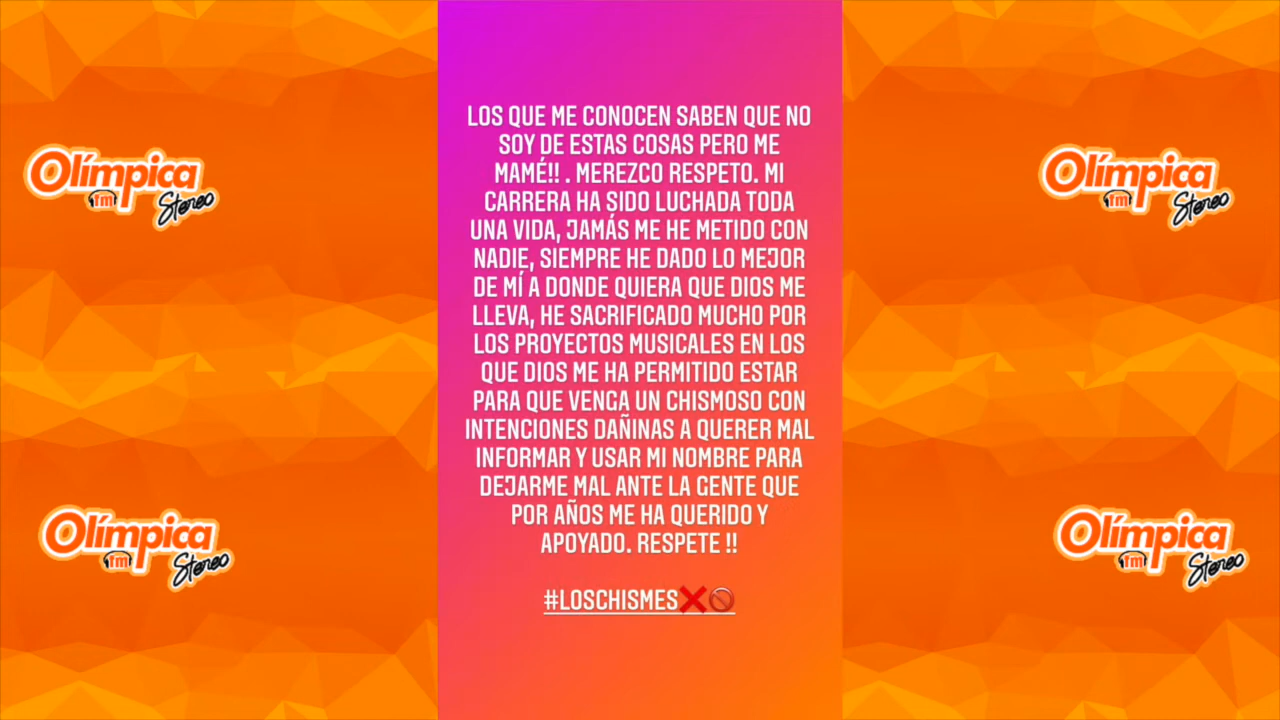 LOS QUE ME CONOCEN SABEN QUE NO
SOY DE ESTAS COSAS PERO ME
MAMÉ!! . MEREZCO RESPETO. MI
CARRERA HA SIDO LUCHADA TODA
UNA VIDA, JAMÁS ME HE METIDO CON
NADIE, SIEMPRE HE DADO LO MEJOR
DE MÍ A DONDE QUIERA QUE DIOS ME
LLEVA, HE SACRIFICADO MUCHO POR
LOS PROYECTOS MUSICALES EN LOS
QUE DIOS ME HA PERMITIDO ESTAR
PARA QUE VENGA UN CHISMOSO CON
INTENCIONES DAÑINAS A QUERER MAL
INFORMAR Y USAR MI NOMBRE PARA
DEJARME MAL ANTE LA GENTE QUE
POR AÑOS ME HA QUERIDO Y
APOYADO. RESPETE !!
#LOSCHISMES❌🚫
Olímpica
fm
Stereo
Olímpica
fm
Stereo
Olímpica
fm
Stereo
Olímpica
fm
Stereo